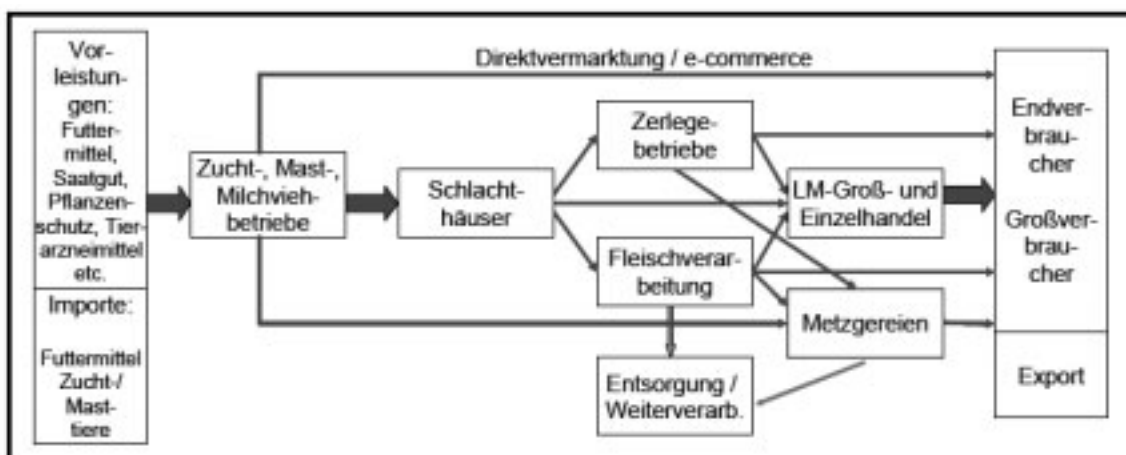 Vor-
leistun-
gen:
Futter-
mittel,
Saatgut,
Pflanzen-
schutz, Tier-
arzneimittel
etc.
Importe:
Futtermittel
Zucht-/
Mast-
tiere
Zucht-, Mast-,
Milchvieh-
betriebe
Direktvermarktung / e-commerce
Schlacht-
häuser
Zerlege-
betriebe
Fleischverar-
beitung
Entsorgung /
Weiterverarb.
LM-Groß- und
Einzelhandel
Metzgereien
Endver-
brau-
cher
Großver-
brau-
cher
Export